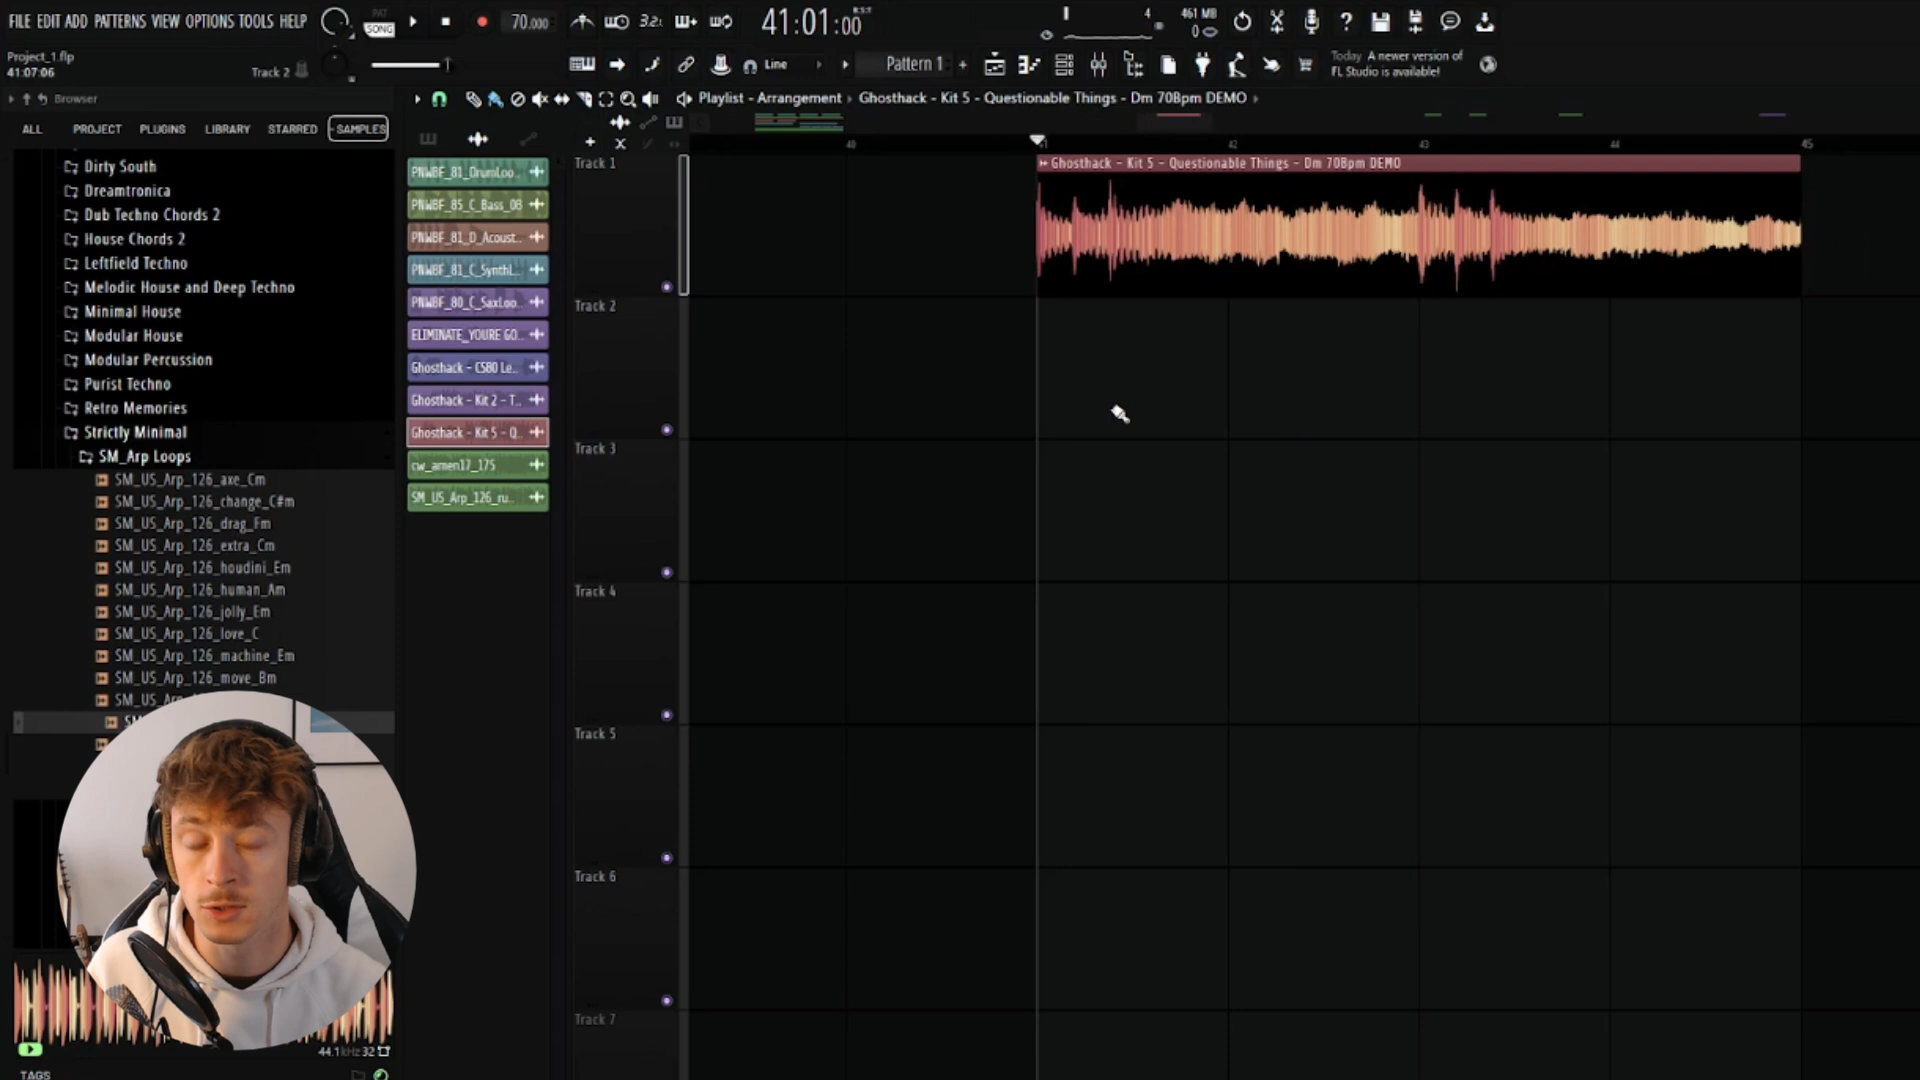 FILE EDIT ADD PATTERNS VIEW OPTIONS TOOLS HELP
PAT
SONG
70.000
3.2.
41:01:00
B:S:T
4
461 MB
0
Project_1.flp
41:07:06
Track 2
Line
Pattern 1
Today A newer version of
FL Studio is available!
Browser
Playlist - Arrangement › Ghosthack - Kit 5 - Questionable Things - Dm 70Bpm DEMO ›
ALL
PROJECT
PLUGINS
LIBRARY
STARRED
SAMPLES
Dirty South
Dreamtronica
Dub Techno Chords 2
House Chords 2
Leftfield Techno
Melodic House and Deep Techno
Minimal House
Modular House
Modular Percussion
Purist Techno
Retro Memories
Strictly Minimal
SM_Arp Loops
SM_US_Arp_126_axe_Cm
SM_US_Arp_126_change_C#m
SM_US_Arp_126_drag_Fm
SM_US_Arp_126_extra_Cm
SM_US_Arp_126_houdini_Em
SM_US_Arp_126_human_Am
SM_US_Arp_126_jolly_Em
SM_US_Arp_126_love_C
SM_US_Arp_126_machine_Em
SM_US_Arp_126_move_Bm
PNWBF_81_DrumLoo..
PNWBF_85_C_Bass_08
PNWBF_81_D_Acoust..
PNWBF_81_C_SynthL..
PNWBF_80_C_SaxLoo..
ELIMINATE_YOURE GO..
Ghosthack - CS80 Le..
Ghosthack - Kit 2 - T..
Ghosthack - Kit 5 - Q..
cw_amen17_175
SM_US_Arp_126_ru..
40
41
42
43
44
45
Track 1
Ghosthack - Kit 5 - Questionable Things - Dm 70Bpm DEMO
Track 2
Track 3
Track 4
Track 5
Track 6
Track 7
44.1kHz 32
TAGS